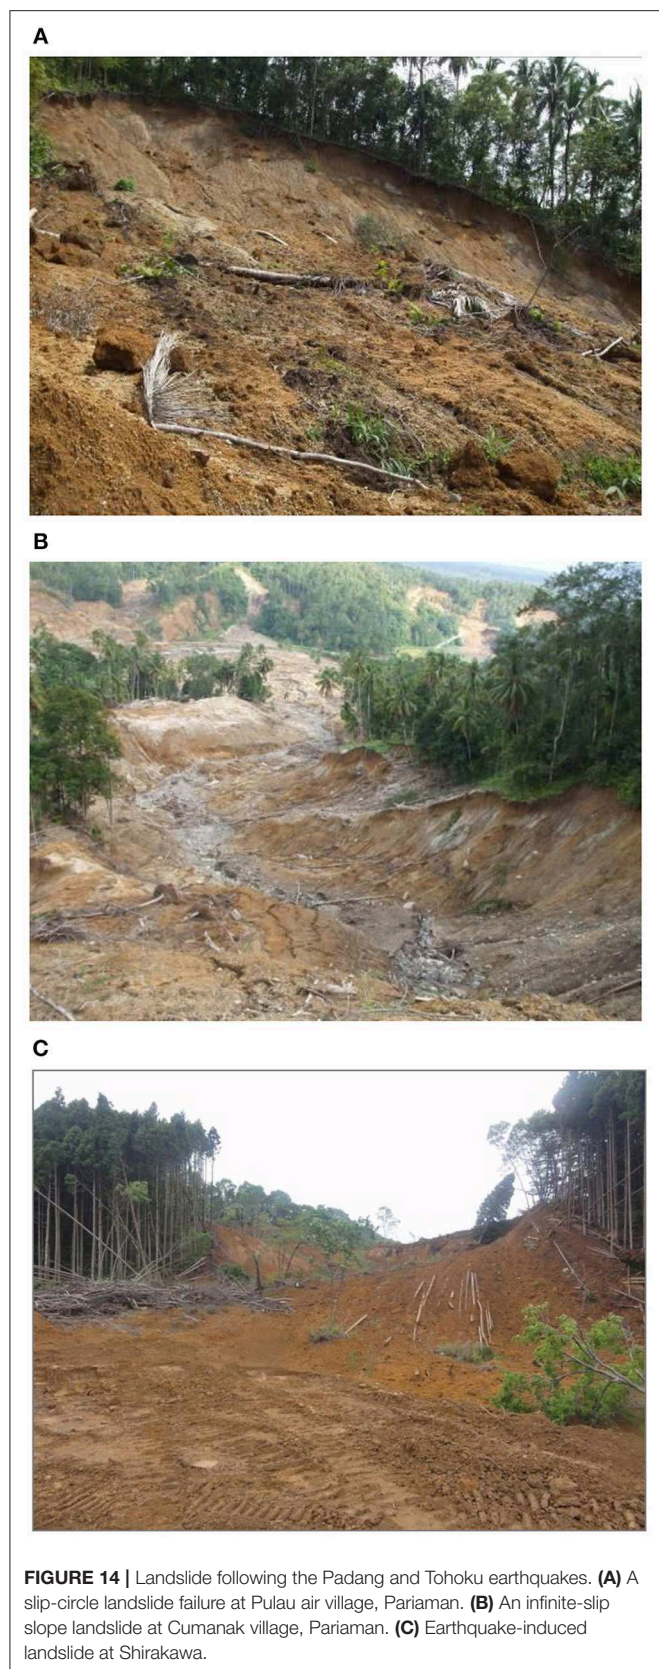 A
B
C
FIGURE 14 | Landslide following the Padang and Tohoku earthquakes. (A) A
slip-circle landslide failure at Pulau air village, Pariaman. (B) An infinite-slip
slope landslide at Cumanak village, Pariaman. (C) Earthquake-induced
landslide at Shirakawa.